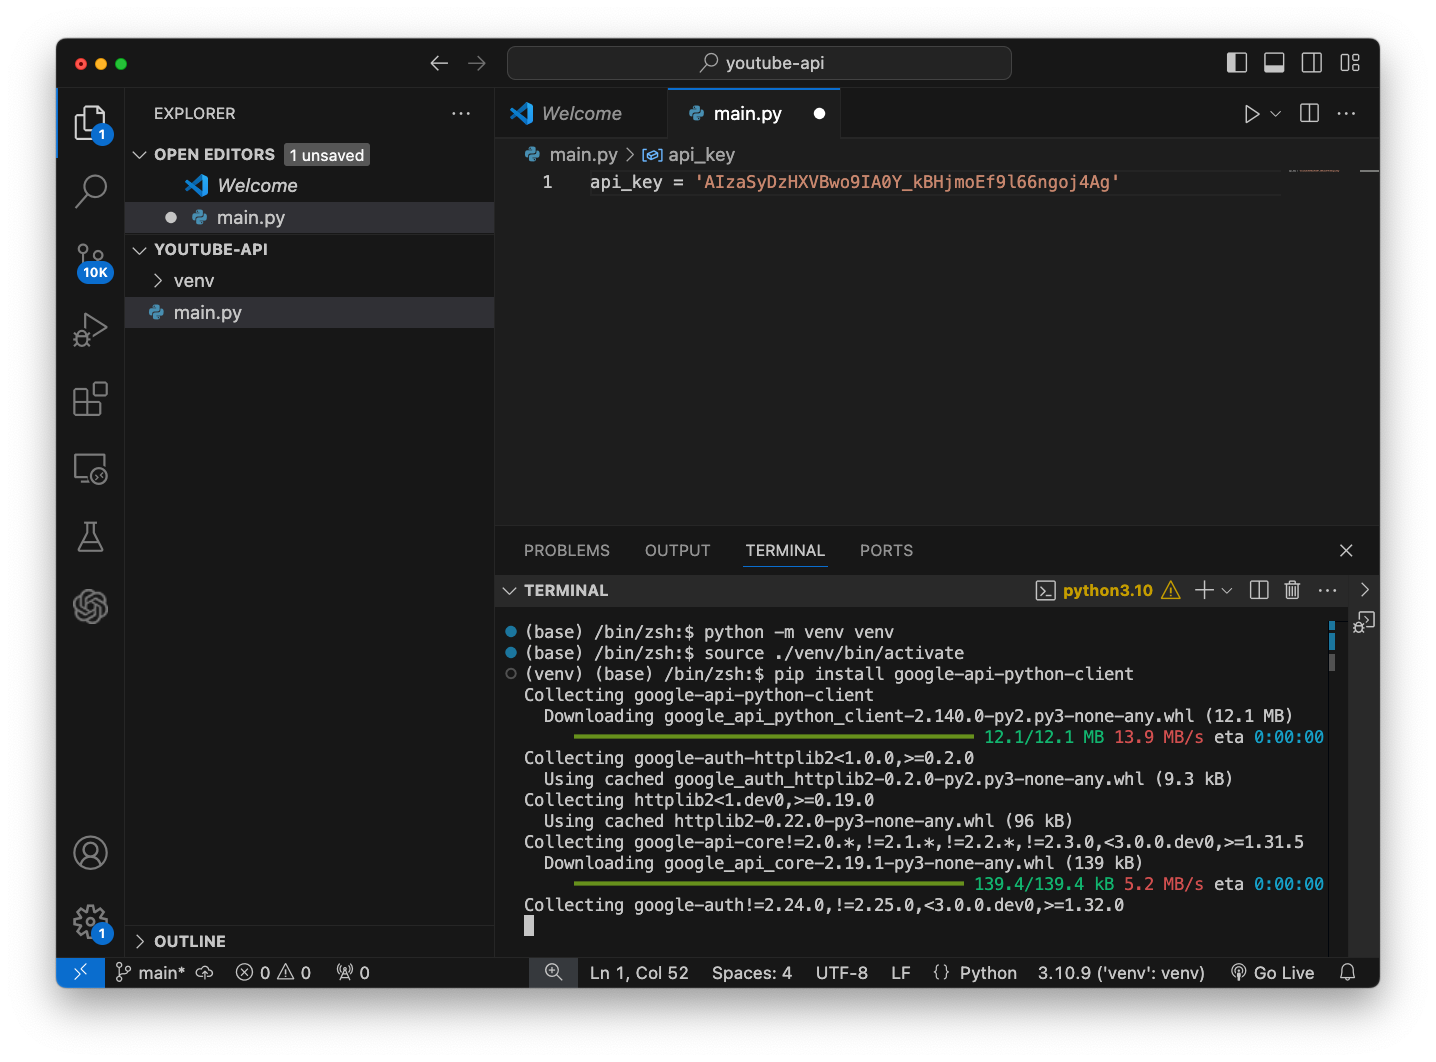 youtube-api
EXPLORER
OPEN EDITORS 1 unsaved
Welcome
main.py
YOUTUBE-API
venv
main.py
OUTLINE
1
10K
1
Welcome
main.py
main.py > api_key
1 api_key = 'AIzaSyDzHXVBwo9IA0Y_kBHjmoEf9l66ngoj4Ag'
PROBLEMS OUTPUT TERMINAL PORTS
TERMINAL
python3.10
(base) /bin/zsh:$ python -m venv venv
(base) /bin/zsh:$ source ./venv/bin/activate
(venv) (base) /bin/zsh:$ pip install google-api-python-client
Collecting google-api-python-client
Downloading google_api_python_client-2.140.0-py2.py3-none-any.whl (12.1 MB)
12.1/12.1 MB 13.9 MB/s eta 0:00:00
Collecting google-auth-httplib2<1.0.0,>=0.2.0
Using cached google_auth_httplib2-0.2.0-py2.py3-none-any.whl (9.3 kB)
Collecting httplib2<1.dev0,>=0.19.0
Using cached httplib2-0.22.0-py3-none-any.whl (96 kB)
Collecting google-api-core!=2.0.*,!=2.1.*,!=2.2.*,!=2.3.0,<3.0.0.dev0,>=1.31.5
Downloading google_api_core-2.19.1-py3-none-any.whl (139 kB)
139.4/139.4 kB 5.2 MB/s eta 0:00:00
Collecting google-auth!=2.24.0,!=2.25.0,<3.0.0.dev0,>=1.32.0
main* 0 0 0 Ln 1, Col 52 Spaces: 4 UTF-8 LF {} Python 3.10.9 ('venv': venv) Go Live